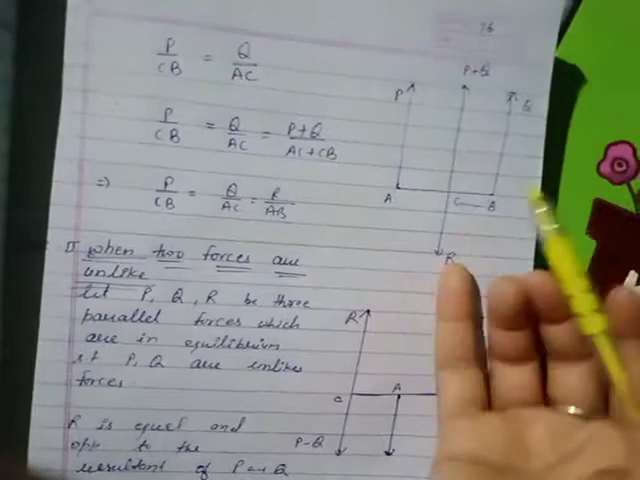 76
P/CB = Q/AC
P/CB = Q/AC = P+Q/AC+CB
=> P/CB = Q/AC = R/AB
P+Q
P
Q
A
C
B
R
II When two forces are
unlike
let P, Q, R be three
parallel forces which
are in equilibrium
st P, Q are unlike
forces
R is equal and
opp to the
resultant of P and Q
R
C
A
P-Q